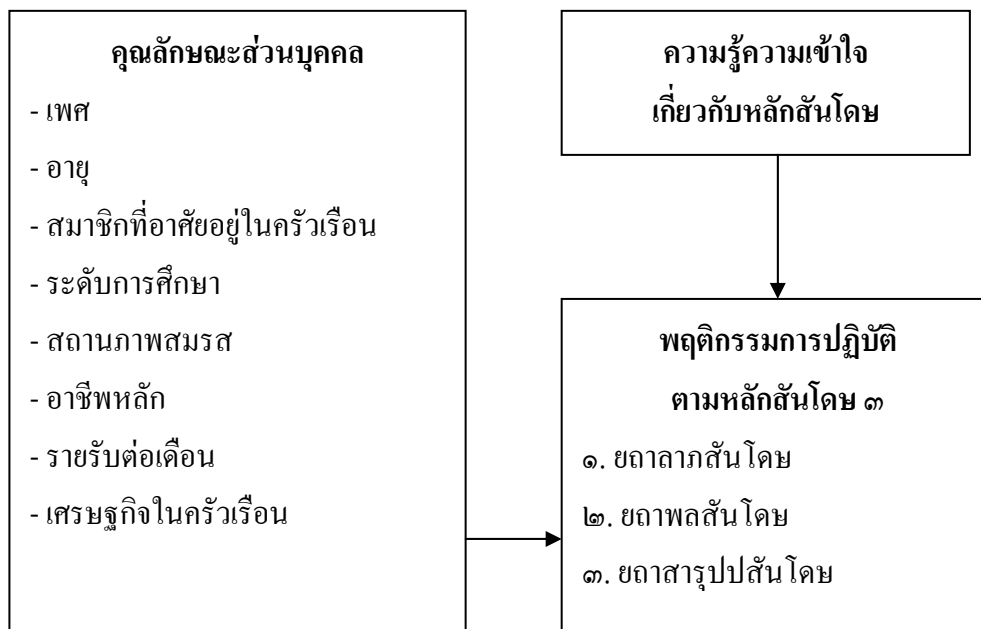 คุณลักษณะส่วนบุคคล
- เพศ
- อายุ
- สมาชิกที่อาศัยอยู่ในครัวเรือน
- ระดับการศึกษา
- สถานภาพสมรส
- อาชีพหลัก
- รายรับต่อเดือน
- เศรษฐกิจในครัวเรือน
ความรู้ความเข้าใจ
เกี่ยวกับหลักสันโดษ
พฤติกรรมการปฏิบัติ
ตามหลักสันโดษ ๓
๑. ยถาลาภสันโดษ
๒. ยถาพลสันโดษ
๓. ยถาสารุปปสันโดษ